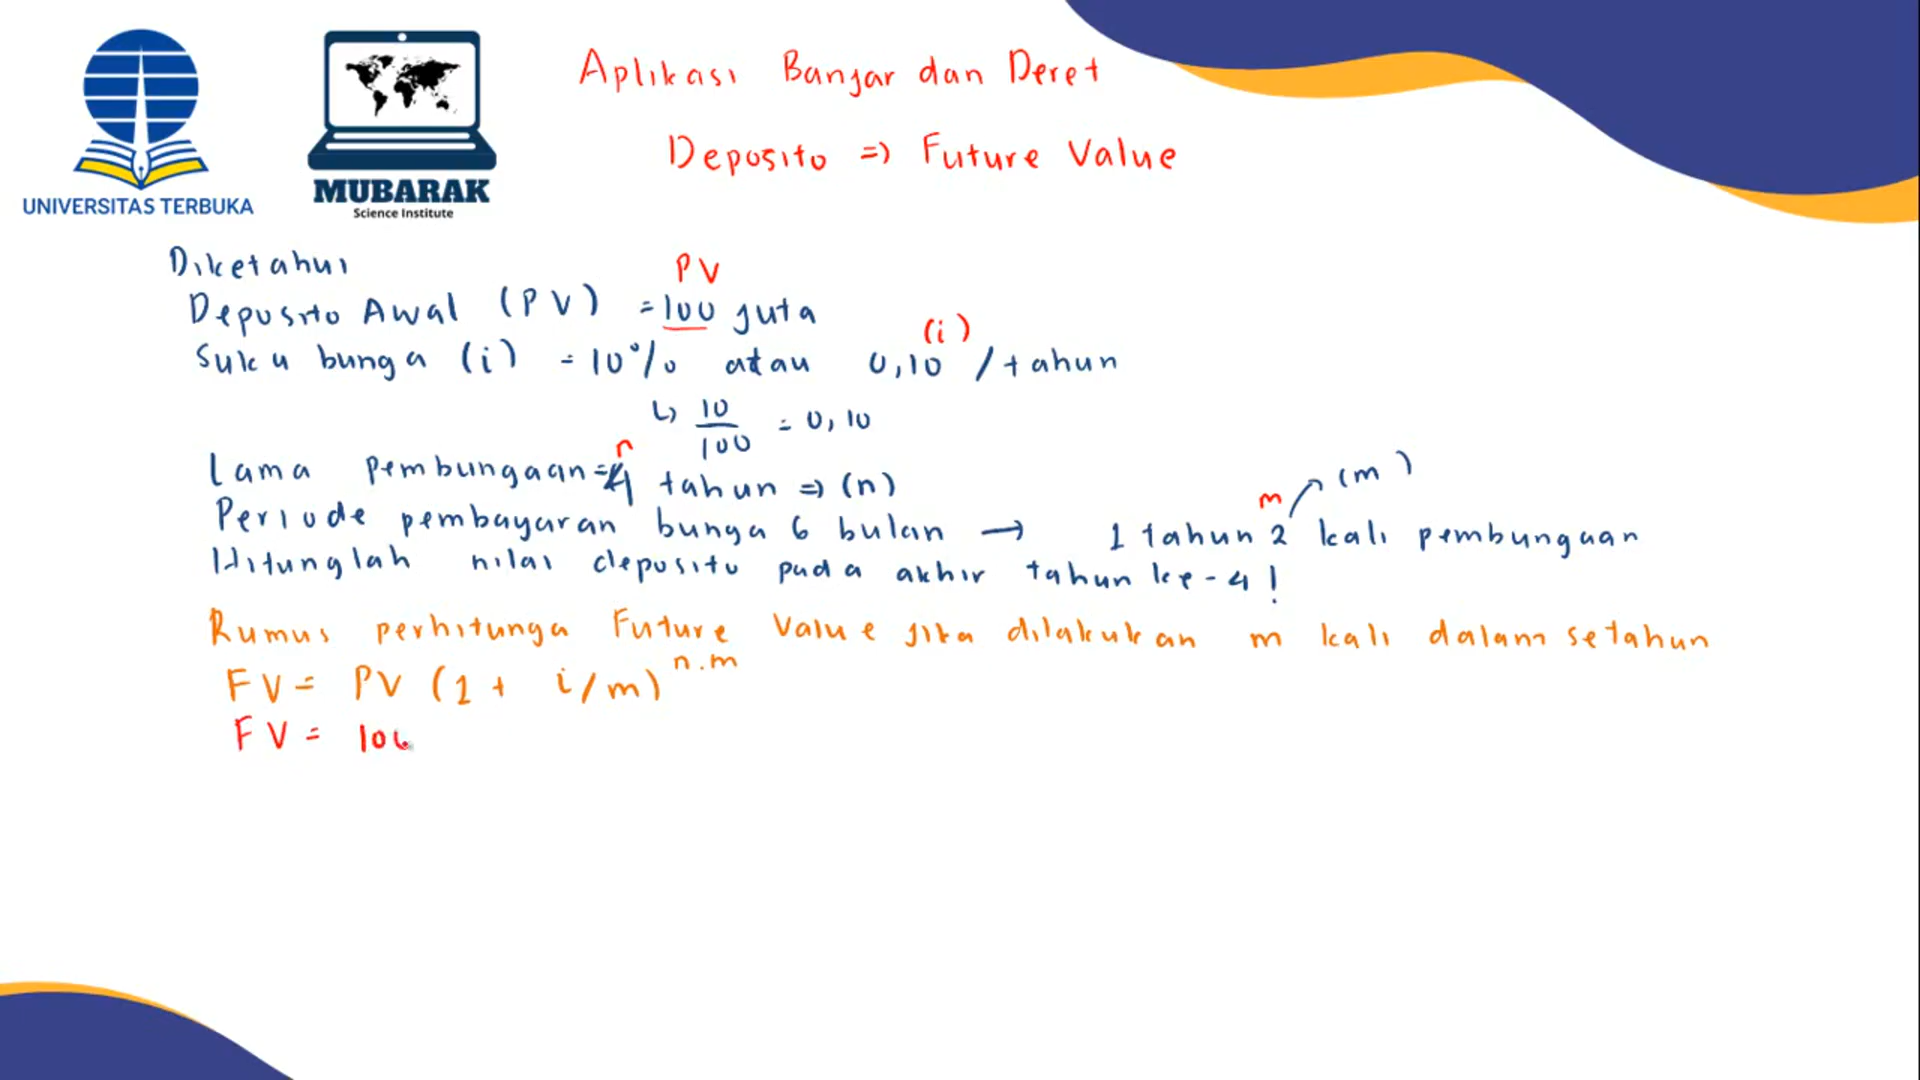 UNIVERSITAS TERBUKA
MUBARAK
Science Institute
Aplikasi Banjar dan Deret
Deposito => Future Value
Diketahui
PV
Deposito Awal (PV) = 100 juta
(i)
Suku bunga (i) = 10% atau 0,10 /tahun
↳ 10/100 = 0,10
n
Lama pembungaan = 4 tahun => (n)
m (m)
Periode pembayaran bunga 6 bulan → 1 tahun 2 kali pembungaan
Hitunglah nilai deposito pada akhir tahun ke-4!
Rumus perhitunga Future Value jika dilakukan m kali dalam setahun
FV = PV (1 + i/m)^n.m
FV = 100